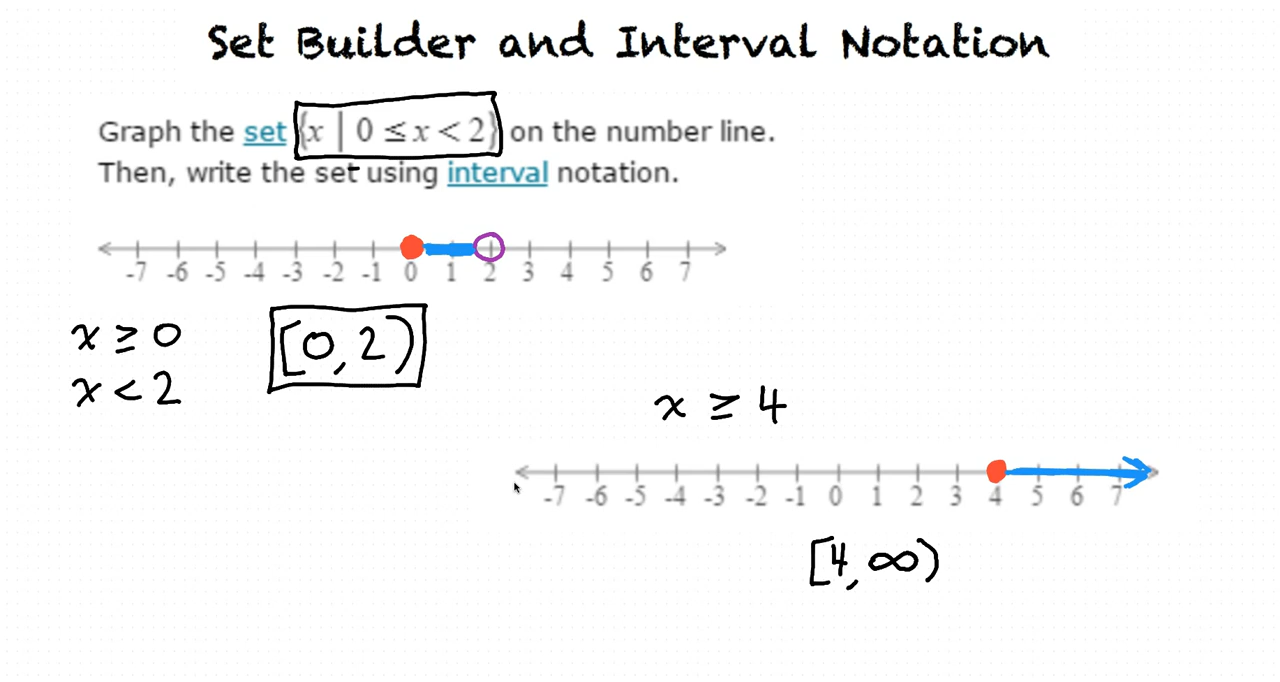 Set Builder and Interval Notation
Graph the set {x | 0 ≤ x < 2} on the number line.
Then, write the set using interval notation.
-7 -6 -5 -4 -3 -2 -1 0 1 2 3 4 5 6 7
x ≥ 0
[0, 2)
x < 2
x ≥ 4
-7 -6 -5 -4 -3 -2 -1 0 1 2 3 4 5 6 7
[4, ∞)